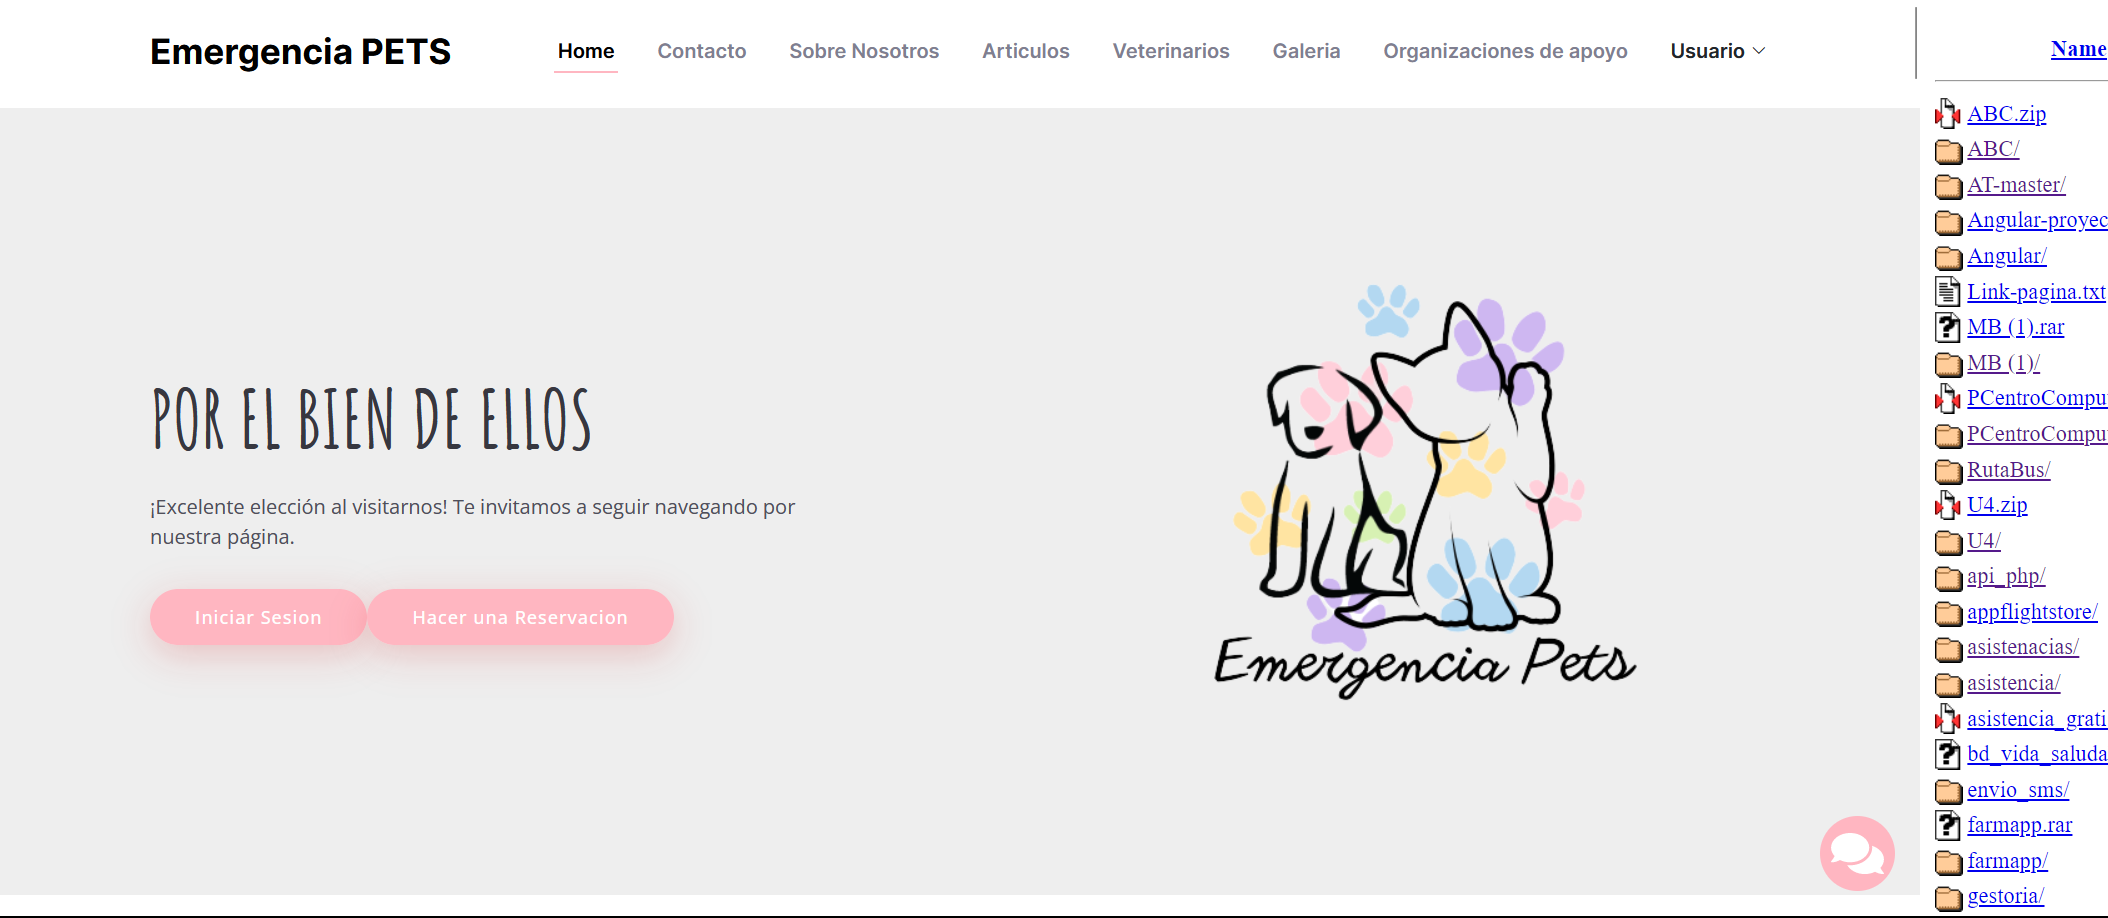 Emergencia PETS
Home
Contacto
Sobre Nosotros
Articulos
Veterinarios
Galeria
Organizaciones de apoyo
Usuario
POR EL BIEN DE ELLOS
¡Excelente elección al visitarnos! Te invitamos a seguir navegando por
nuestra página.
Iniciar Sesion
Hacer una Reservacion
Emergencia Pets
Name
ABC.zip
ABC/
AT-master/
Angular-proyec
Angular/
Link-pagina.txt
MB (1).rar
MB (1)/
PCentroCompu
PCentroCompu
RutaBus/
U4.zip
U4/
api_php/
appflightstore/
asistenacias/
asistencia/
asistencia_grati
bd_vida_saluda
envio_sms/
farmapp.rar
farmapp/
gestoria/